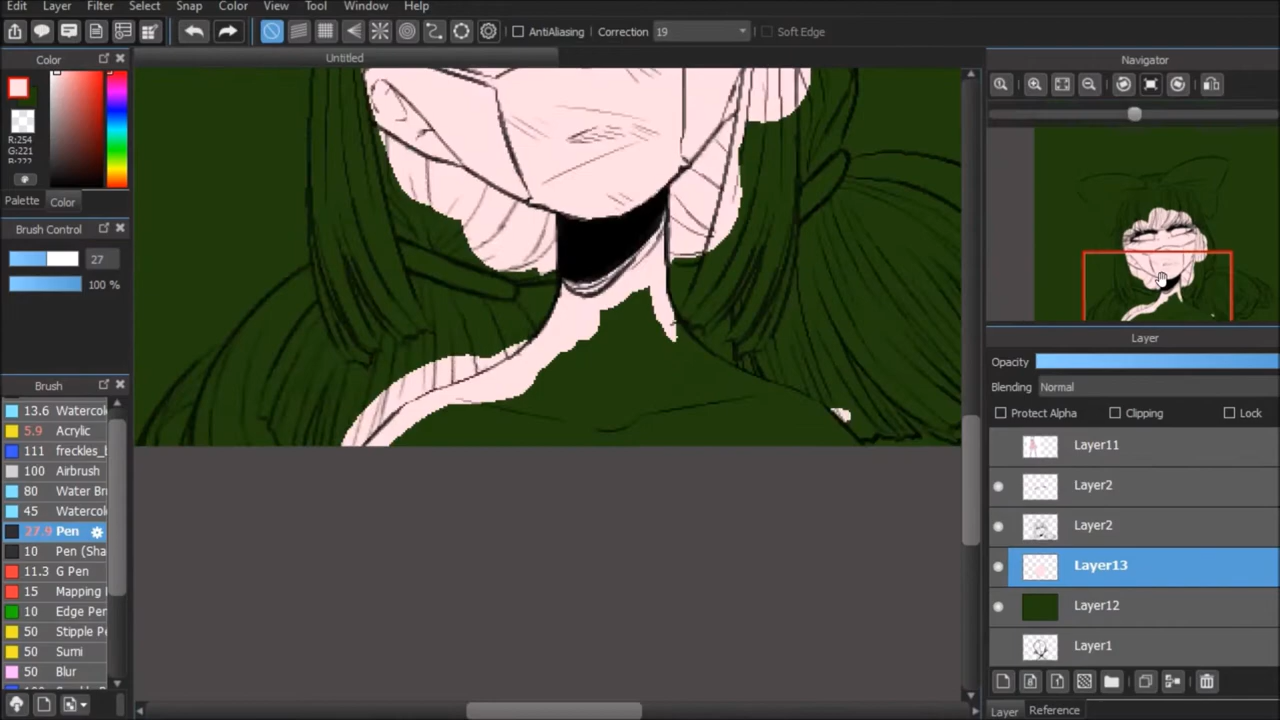 Edit Layer Filter Select Snap Color View Tool Window Help
AntiAliasing Correction 19 Soft Edge
Color
Untitled
Navigator
R:254
G:221
B:222
Palette Color
Brush Control
27
100 %
Brush
13.6 Watercol
5.9 Acrylic
111 freckles_b
100 Airbrush
80 Water Br
45 Waterco
27.9 Pen
10 Pen (Sha
11.3 G Pen
15 Mapping
10 Edge Pen
50 Stipple Pe
50 Sumi
50 Blur
Layer
Opacity
Blending Normal
Protect Alpha Clipping Lock
Layer11
Layer2
Layer2
Layer13
Layer12
Layer1
Layer Reference